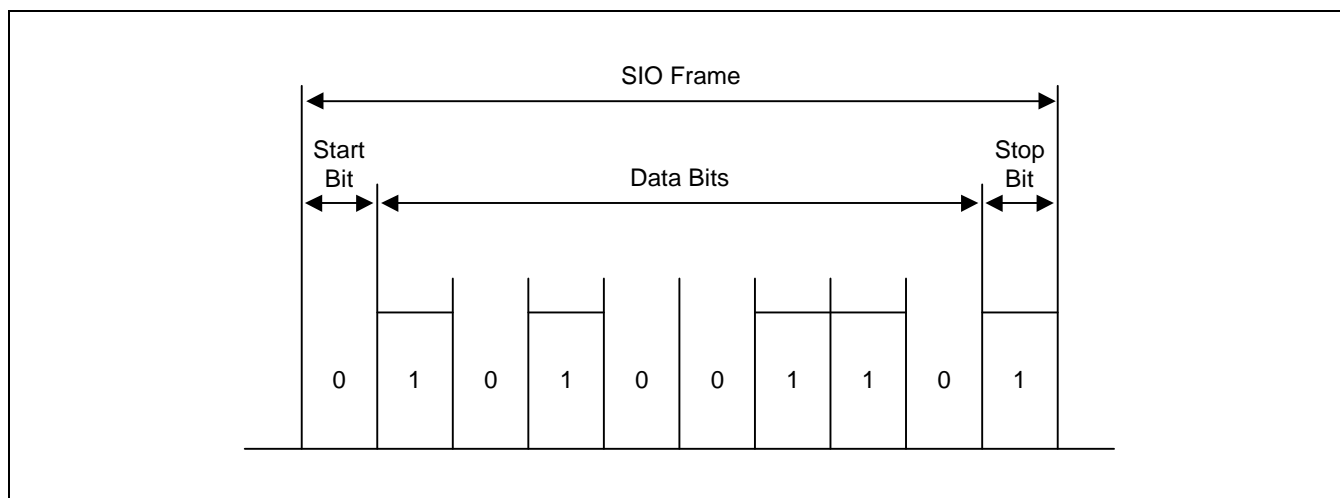 SIO Frame
Start
Bit
Data Bits
Stop
Bit
0 1 0 1 0 0 1 1 0 1